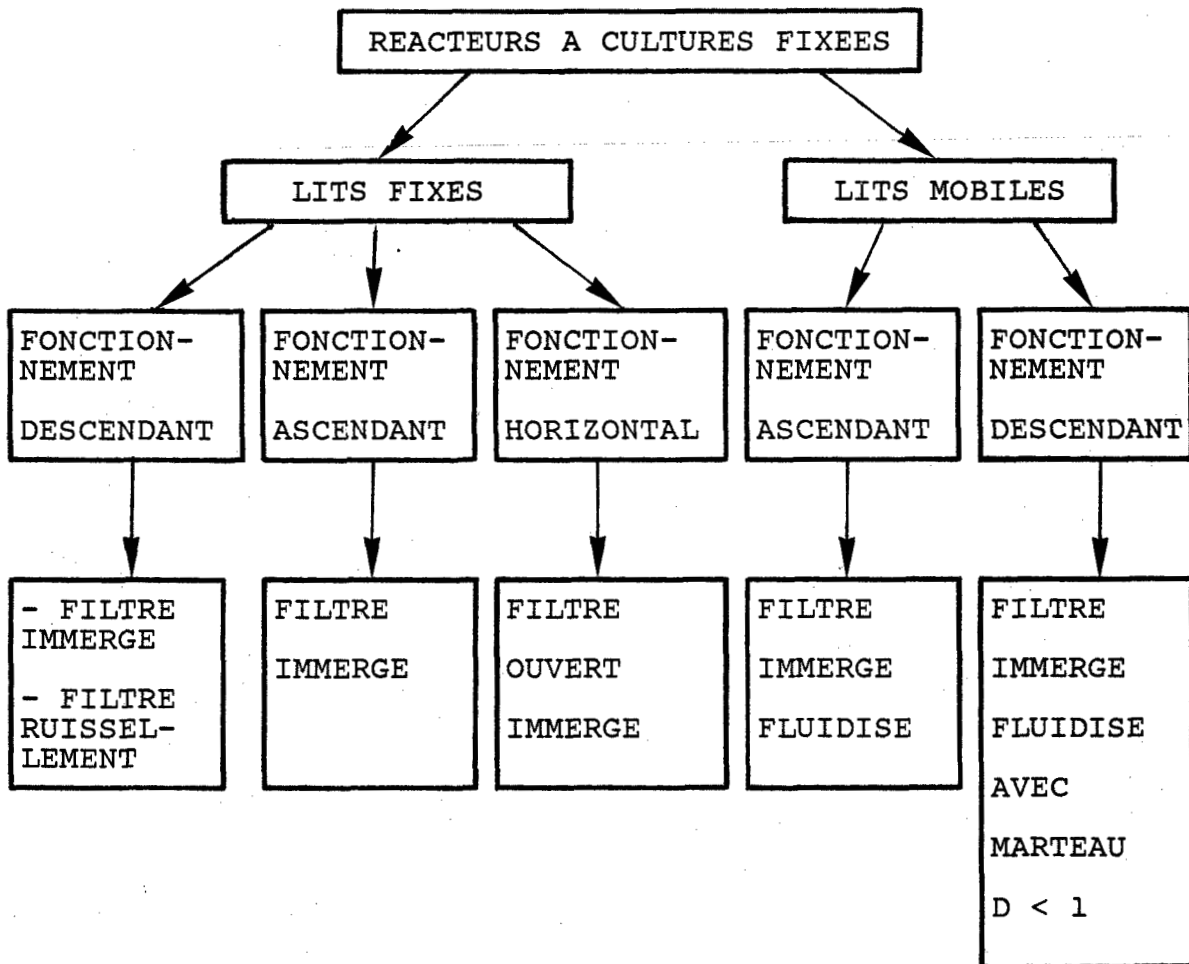 REACTEURS A CULTURES FIXEES
LITS FIXES
LITS MOBILES
FONCTION-
NEMENT
DESCENDANT
FONCTION-
NEMENT
ASCENDANT
FONCTION-
NEMENT
HORIZONTAL
FONCTION-
NEMENT
ASCENDANT
FONCTION-
NEMENT
DESCENDANT
- FILTRE
IMMERGE
- FILTRE
RUISSEL-
LEMENT
FILTRE
IMMERGE
FILTRE
OUVERT
IMMERGE
FILTRE
IMMERGE
FLUIDISE
FILTRE
IMMERGE
FLUIDISE
AVEC
MARTEAU
D < 1